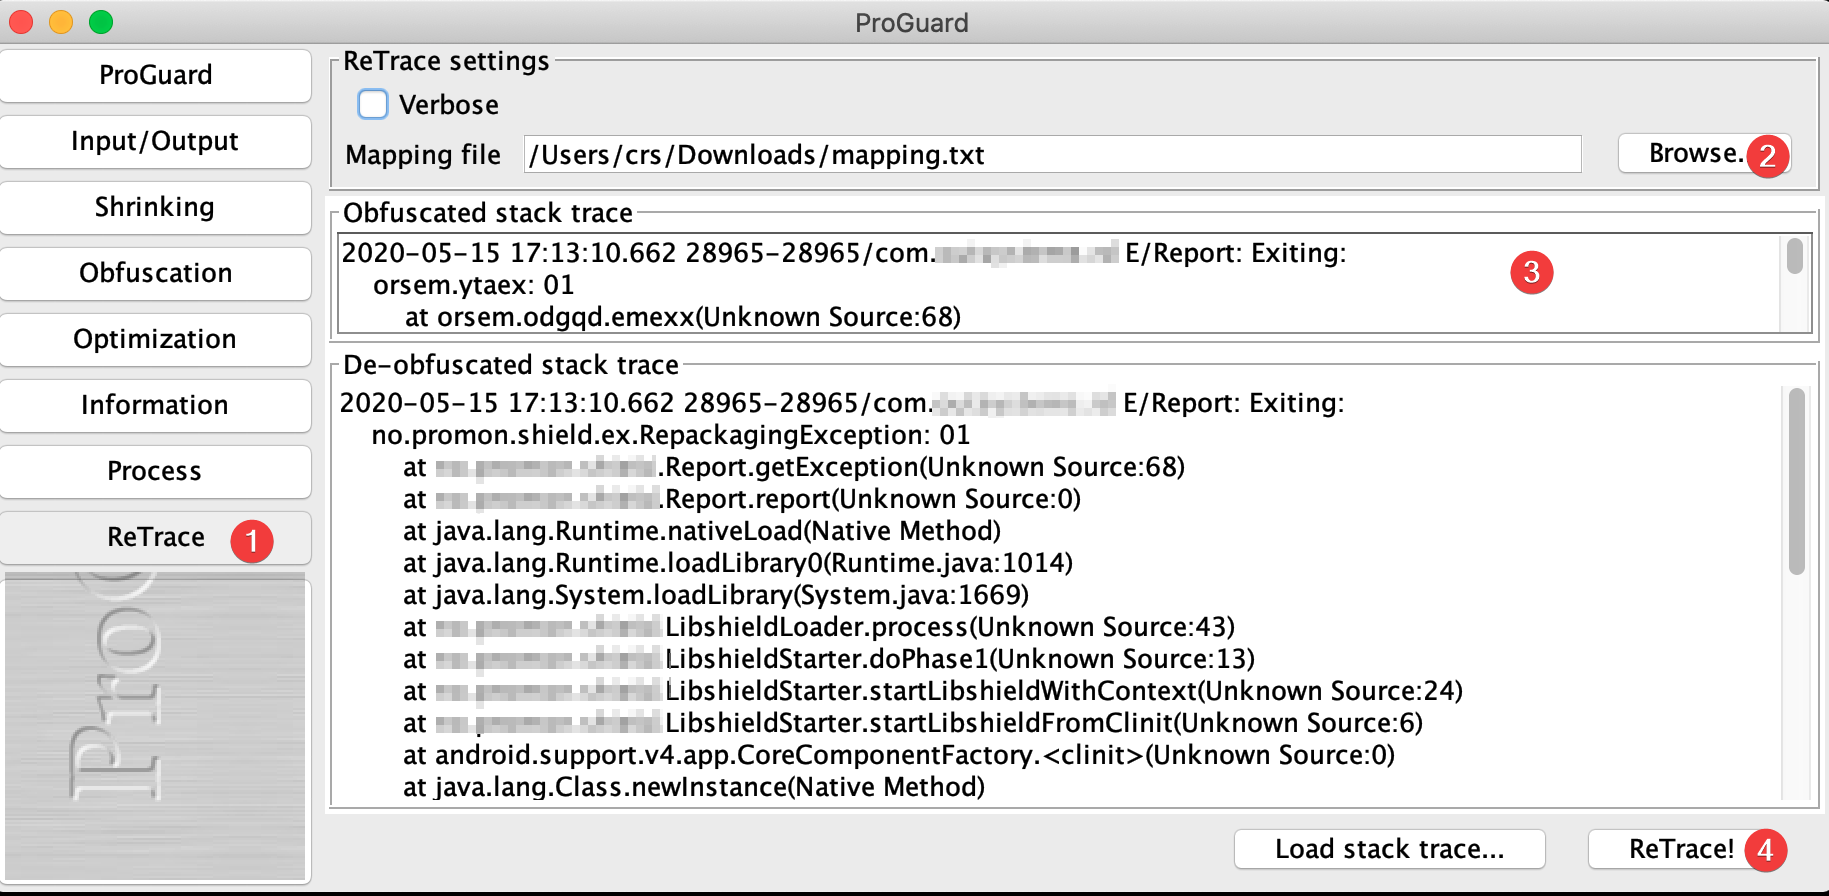 ProGuard
ProGuard
Input/Output
Shrinking
Obfuscation
Optimization
Information
Process
ReTrace 1
ReTrace settings
Verbose
Mapping file /Users/crs/Downloads/mapping.txt Browse. 2
Obfuscated stack trace
2020-05-15 17:13:10.662 28965-28965/com. E/Report: Exiting:
3
orsem.ytaex: 01
at orsem.odgqd.emexx(Unknown Source:68)
De-obfuscated stack trace
2020-05-15 17:13:10.662 28965-28965/com. E/Report: Exiting:
no.promon.shield.ex.RepackagingException: 01
at .Report.getException(Unknown Source:68)
at .Report.report(Unknown Source:0)
at java.lang.Runtime.nativeLoad(Native Method)
at java.lang.Runtime.loadLibrary0(Runtime.java:1014)
at java.lang.System.loadLibrary(System.java:1669)
at LibshieldLoader.process(Unknown Source:43)
at LibshieldStarter.doPhase1(Unknown Source:13)
at LibshieldStarter.startLibshieldWithContext(Unknown Source:24)
at LibshieldStarter.startLibshieldFromClinit(Unknown Source:6)
at android.support.v4.app.CoreComponentFactory.<clinit>(Unknown Source:0)
at java.lang.Class.newInstance(Native Method)
Load stack trace... ReTrace! 4